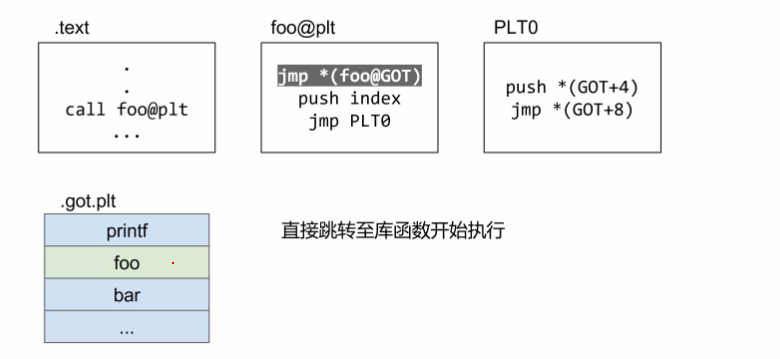 .text
.
.
call foo@plt
...
foo@plt
jmp *(foo@GOT)
push index
jmp PLT0
PLT0
push *(GOT+4)
jmp *(GOT+8)
.got.plt
printf
foo
bar
...
直接跳转至库函数开始执行